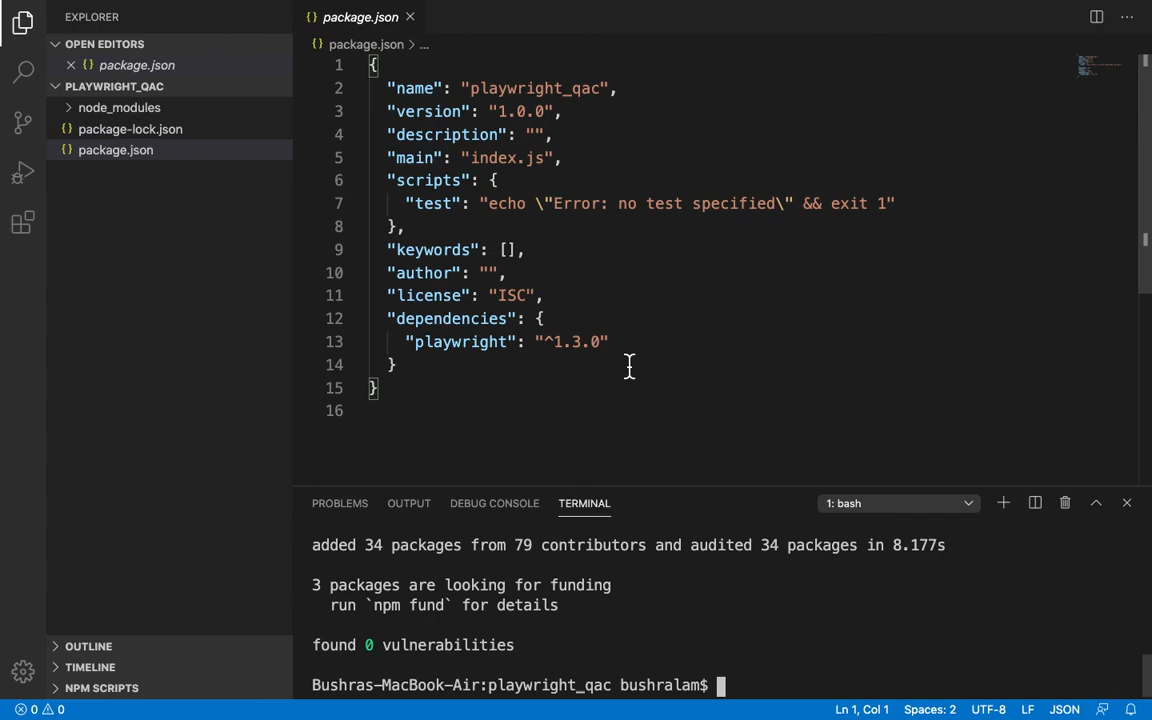 EXPLORER
OPEN EDITORS
package.json
PLAYWRIGHT_QAC
node_modules
package-lock.json
package.json
OUTLINE
TIMELINE
NPM SCRIPTS
package.json
package.json > ...
1 {
2 "name": "playwright_qac",
3 "version": "1.0.0",
4 "description": "",
5 "main": "index.js",
6 "scripts": {
7 "test": "echo \"Error: no test specified\" && exit 1"
8 },
9 "keywords": [],
10 "author": "",
11 "license": "ISC",
12 "dependencies": {
13 "playwright": "^1.3.0"
14 }
15 }
16
PROBLEMS OUTPUT DEBUG CONSOLE TERMINAL 1: bash
added 34 packages from 79 contributors and audited 34 packages in 8.177s
3 packages are looking for funding
run `npm fund` for details
found 0 vulnerabilities
Bushras-MacBook-Air:playwright_qac bushralam$
0 0 Ln 1, Col 1 Spaces: 2 UTF-8 LF JSON